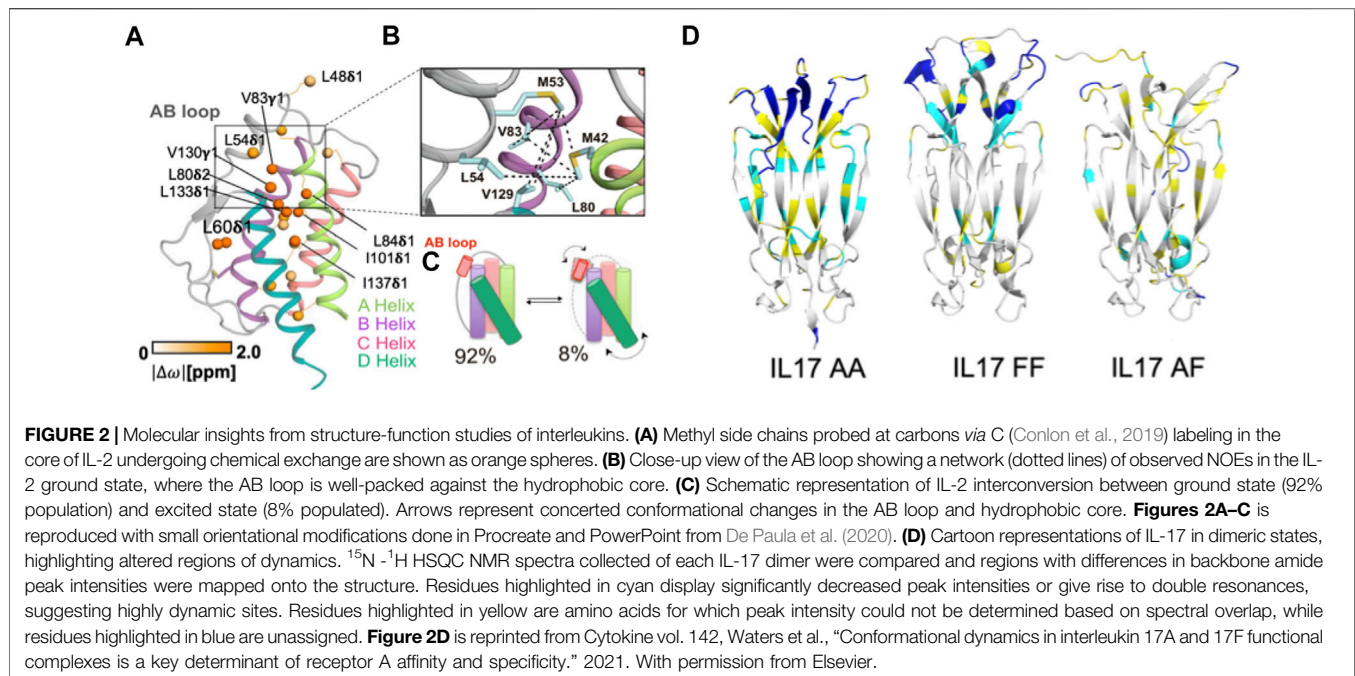 A
B
D
L48δ1
V83γ1
AB loop
L54δ1
V130γ1
L80δ2
L133δ1
L60δ1
L84δ1
I101δ1
I137δ1
A Helix
B Helix
C Helix
D Helix
0 2.0
|Δω|[ppm]
M53
V83
M42
L54
V129
L80
AB loop
C
92%
8%
IL17 AA
IL17 FF
IL17 AF
FIGURE 2 | Molecular insights from structure-function studies of interleukins. (A) Methyl side chains probed at carbons via C (Conlon et al., 2019) labeling in the
core of IL-2 undergoing chemical exchange are shown as orange spheres. (B) Close-up view of the AB loop showing a network (dotted lines) of observed NOEs in the IL-
2 ground state, where the AB loop is well-packed against the hydrophobic core. (C) Schematic representation of IL-2 interconversion between ground state (92%
population) and excited state (8% populated). Arrows represent concerted conformational changes in the AB loop and hydrophobic core. Figures 2A–C is
reproduced with small orientational modifications done in Procreate and PowerPoint from De Paula et al. (2020). (D) Cartoon representations of IL-17 in dimeric states,
highlighting altered regions of dynamics. ¹⁵N -¹H HSQC NMR spectra collected of each IL-17 dimer were compared and regions with differences in backbone amide
peak intensities were mapped onto the structure. Residues highlighted in cyan display significantly decreased peak intensities or give rise to double resonances,
suggesting highly dynamic sites. Residues highlighted in yellow are amino acids for which peak intensity could not be determined based on spectral overlap, while
residues highlighted in blue are unassigned. Figure 2D is reprinted from Cytokine vol. 142, Waters et al., “Conformational dynamics in interleukin 17A and 17F functional
complexes is a key determinant of receptor A affinity and specificity.” 2021. With permission from Elsevier.